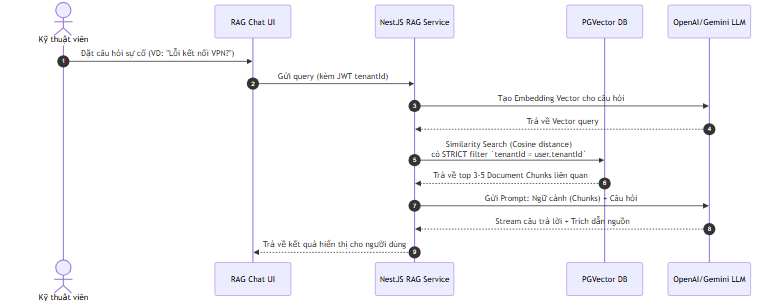 Kỹ thuật viên
RAG Chat UI
NestJS RAG Service
PGVector DB
OpenAI/Gemini LLM
1
Đặt câu hỏi sự cố (VD: "Lỗi kết nối VPN?")
2
Gửi query (kèm JWT tenantId)
3
Tạo Embedding Vector cho câu hỏi
4
Trả về Vector query
5
Similarity Search (Cosine distance)
có STRICT filter `tenantId = user.tenantId`
6
Trả về top 3-5 Document Chunks liên quan
7
Gửi Prompt: Ngữ cảnh (Chunks) + Câu hỏi
8
Stream câu trả lời + Trích dẫn nguồn
9
Trả về kết quả hiển thị cho người dùng
Kỹ thuật viên
RAG Chat UI
NestJS RAG Service
PGVector DB
OpenAI/Gemini LLM